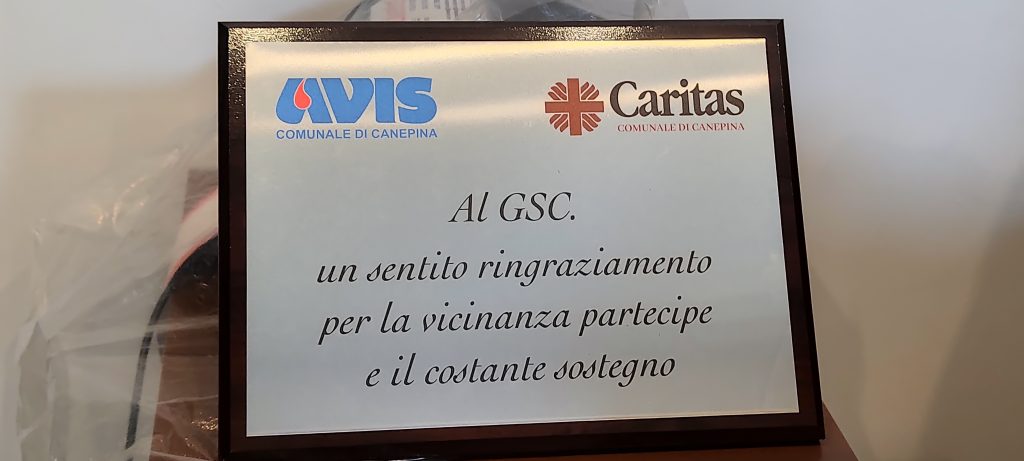 AVIS
COMUNALE DI CANEPINA
Caritas
COMUNALE DI CANEPINA
Al GSC.
un sentito ringraziamento
per la vicinanza partecipe
e il costante sostegno